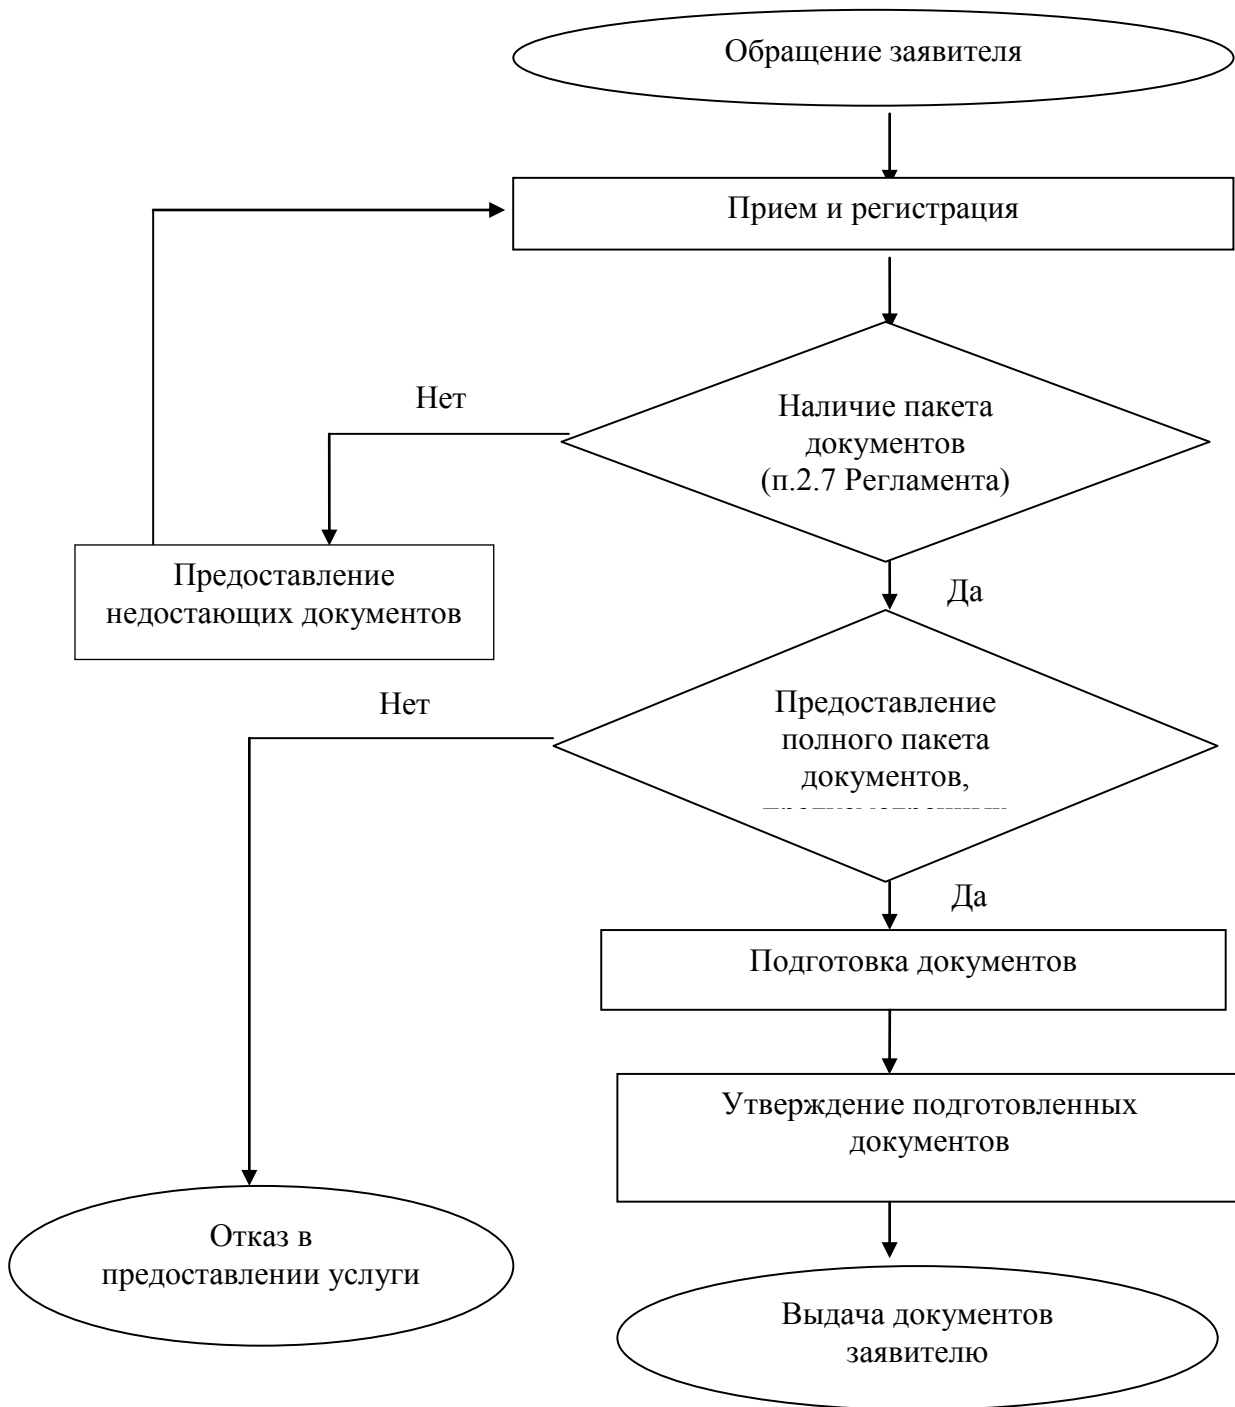 Обращение заявителя
Прием и регистрация
Нет
Наличие пакета
документов
(п.2.7 Регламента)
Предоставление
недостающих документов
Да
Нет
Предоставление
полного пакета
документов,
Да
Подготовка документов
Утверждение подготовленных
документов
Отказ в
предоставлении услуги
Выдача документов
заявителю